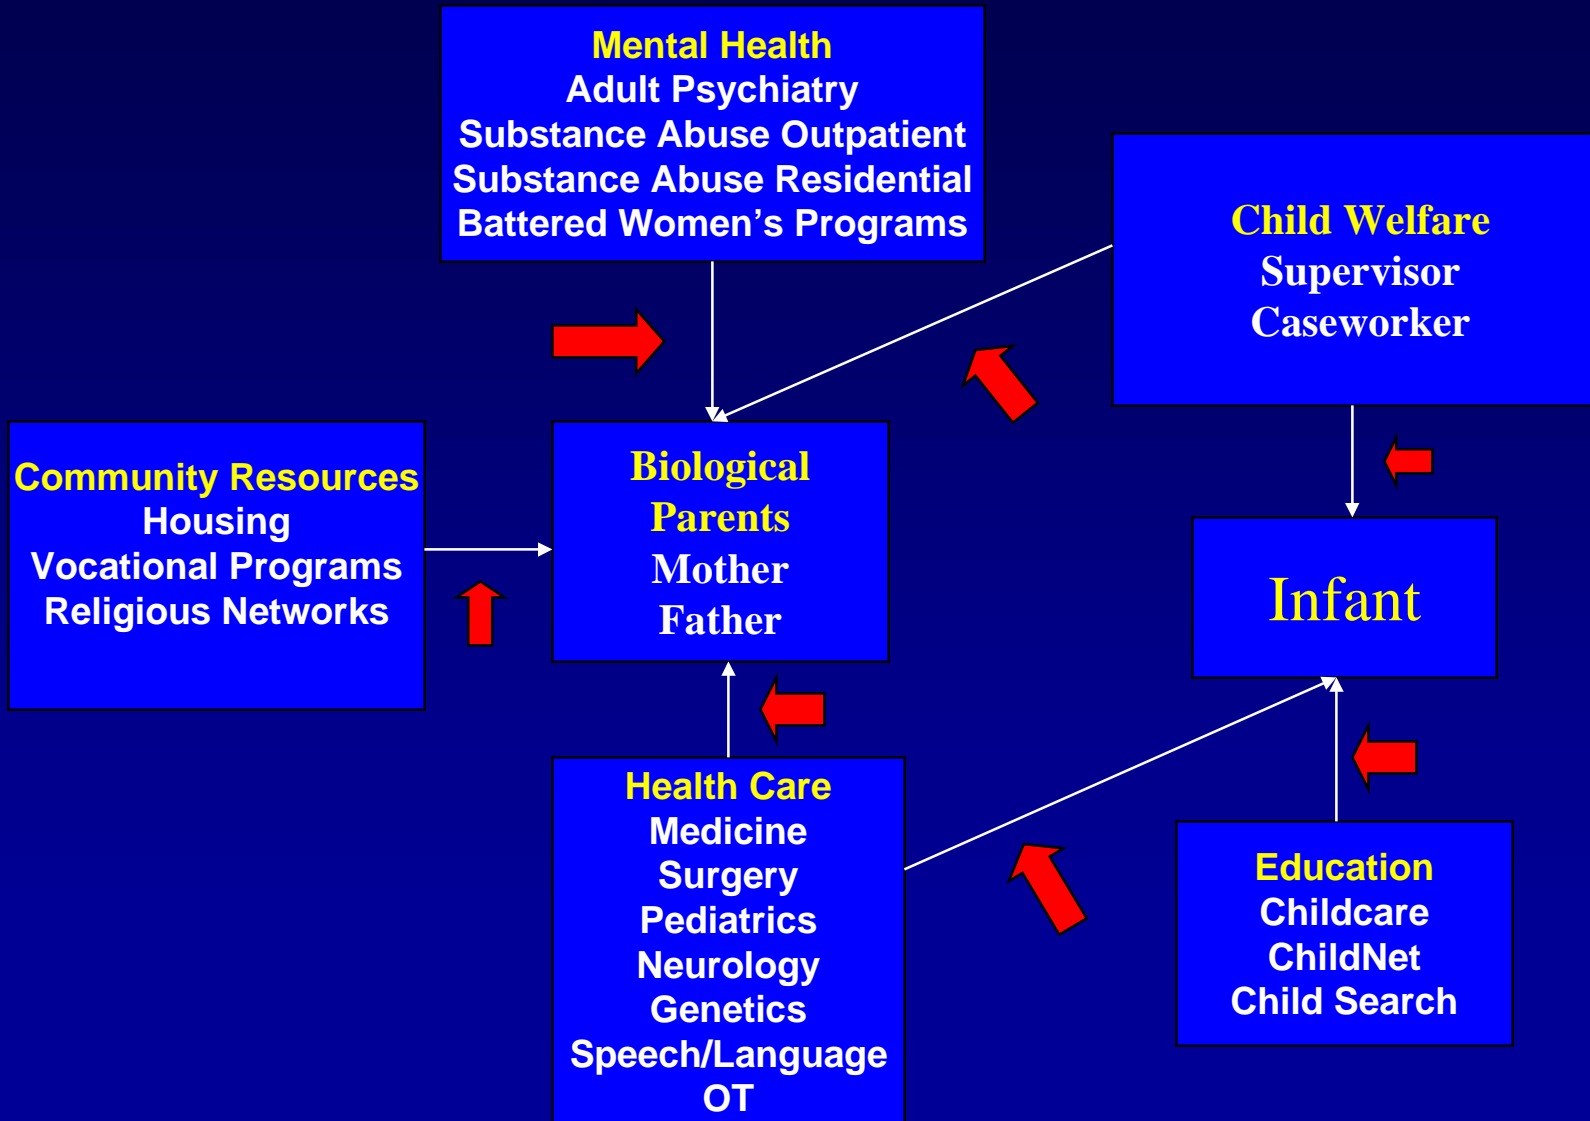 Mental Health
Adult Psychiatry
Substance Abuse Outpatient
Substance Abuse Residential
Battered Women's Programs
Child Welfare
Supervisor
Caseworker
Community Resources
Housing
Vocational Programs
Religious Networks
Biological
Parents
Mother
Father
Infant
Health Care
Medicine
Surgery
Pediatrics
Neurology
Genetics
Speech/Language
OT
Education
Childcare
ChildNet
Child Search